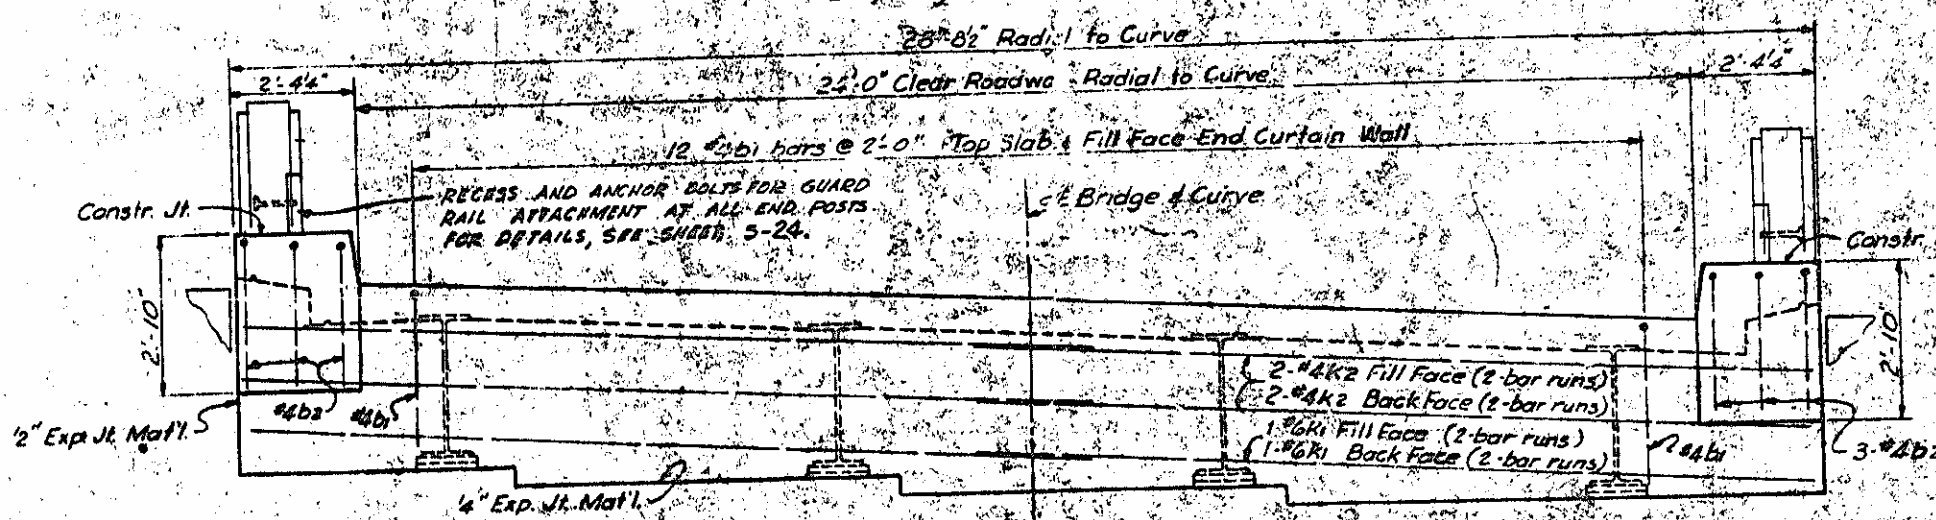 28'-8½" Radial to Curve
2'-4¼"
24'-0" Clear Roadwa - Radial to Curve
2'-4¼"
12 #4b1 bars @ 2'-0" Top Slab & Fill Face End Curtain Wall
RECESS AND ANCHOR BOLTS FOR GUARD
RAIL ATTACHMENT AT ALL END POSTS
FOR DETAILS, SEE SHEET S-24.
℄ Bridge & Curve
Constr. Jt.
Constr.
2'-10"
2'-10"
2-#4K2 Fill Face (2-bar runs)
2-#4K2 Back Face (2-bar runs)
1-#6K1 Fill Face (2-bar runs)
1-#6K1 Back Face (2-bar runs)
#4b2
#4b1
#4b1
3-#4b2
½" Exp. Jt. Mat'l.
¼" Exp. Jt. Mat'l.